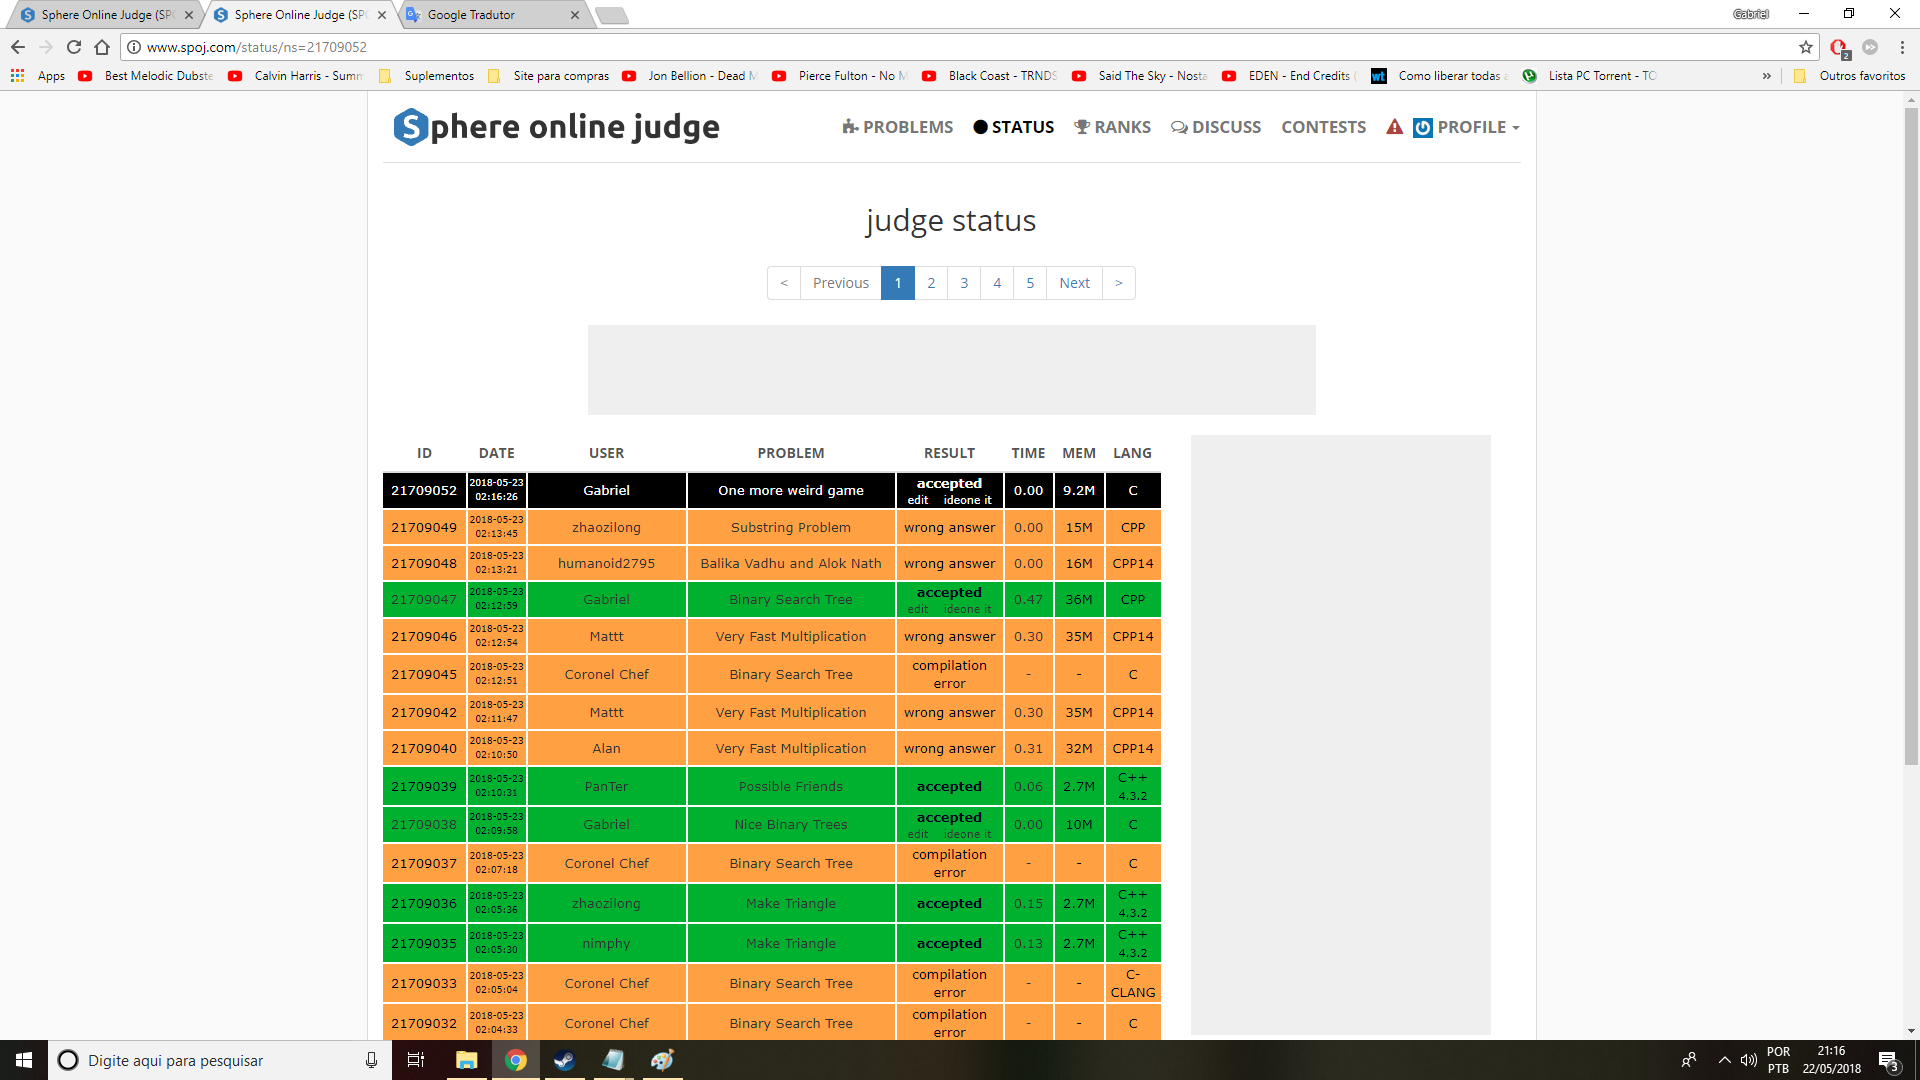 Sphere Online Judge (SPO
Sphere Online Judge (SPO
Google Tradutor
Gabriel
www.spoj.com/status/ns=21709052
2
Apps
Best Melodic Dubste
Calvin Harris - Summ
Suplementos
Site para compras
Jon Bellion - Dead M
Pierce Fulton - No M
Black Coast - TRNDS
Said The Sky - Nosta
EDEN - End Credits (
wt
Como liberar todas a
Lista PC Torrent - TO
»
Outros favoritos
Sphere online judge
PROBLEMS STATUS RANKS DISCUSS CONTESTS PROFILE
judge status
< Previous 1 2 3 4 5 Next >
ID DATE USER PROBLEM RESULT TIME MEM LANG
21709052 2018-05-23 02:16:26 Gabriel One more weird game accepted edit ideone it 0.00 9.2M C
21709049 2018-05-23 02:13:45 zhaozilong Substring Problem wrong answer 0.00 15M CPP
21709048 2018-05-23 02:13:21 humanoid2795 Balika Vadhu and Alok Nath wrong answer 0.00 16M CPP14
21709047 2018-05-23 02:12:59 Gabriel Binary Search Tree accepted edit ideone it 0.47 36M CPP
21709046 2018-05-23 02:12:54 Mattt Very Fast Multiplication wrong answer 0.30 35M CPP14
21709045 2018-05-23 02:12:51 Coronel Chef Binary Search Tree compilation error - - C
21709042 2018-05-23 02:11:47 Mattt Very Fast Multiplication wrong answer 0.30 35M CPP14
21709040 2018-05-23 02:10:50 Alan Very Fast Multiplication wrong answer 0.31 32M CPP14
21709039 2018-05-23 02:10:31 PanTer Possible Friends accepted 0.06 2.7M C++ 4.3.2
21709038 2018-05-23 02:09:58 Gabriel Nice Binary Trees accepted edit ideone it 0.00 10M C
21709037 2018-05-23 02:07:18 Coronel Chef Binary Search Tree compilation error - - C
21709036 2018-05-23 02:05:36 zhaozilong Make Triangle accepted 0.15 2.7M C++ 4.3.2
21709035 2018-05-23 02:05:30 nimphy Make Triangle accepted 0.13 2.7M C++ 4.3.2
21709033 2018-05-23 02:05:04 Coronel Chef Binary Search Tree compilation error - - C-CLANG
21709032 2018-05-23 02:04:33 Coronel Chef Binary Search Tree compilation error - - C
Digite aqui para pesquisar
POR
PTB
21:16
22/05/2018
3